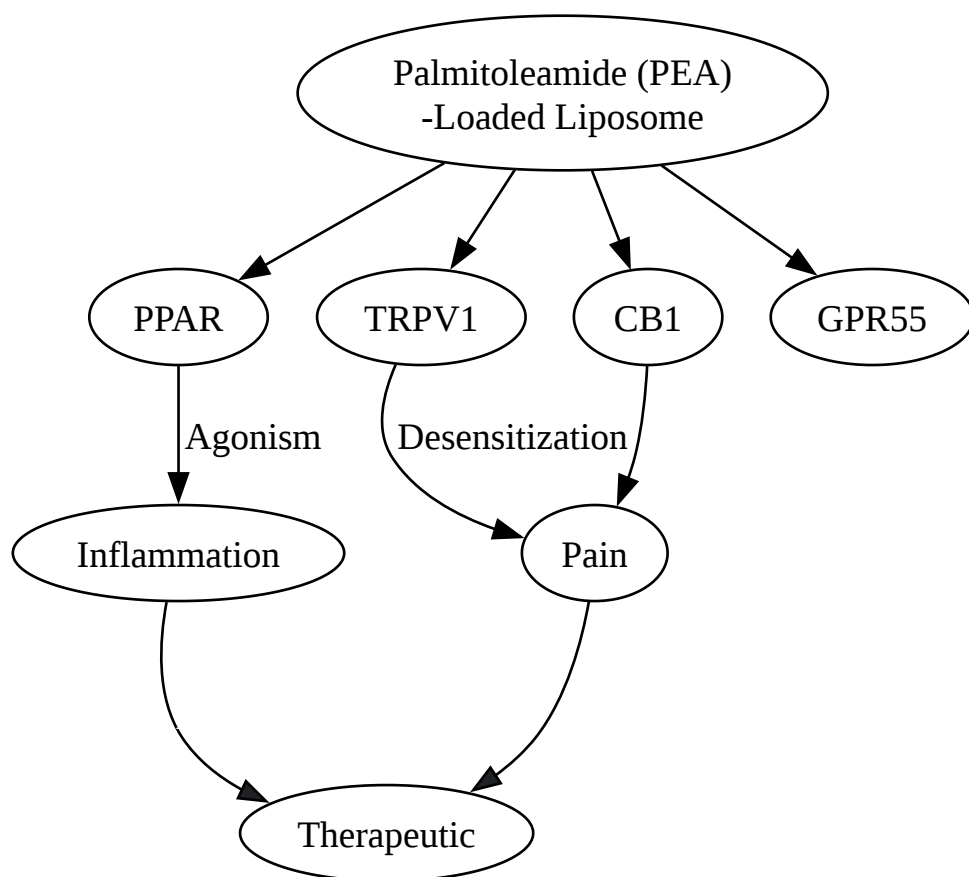 Palmitoleamide (PEA)
-Loaded Liposome
PPAR
TRPV1
CB1
GPR55
Agonism
Desensitization
Inflammation
Pain
Therapeutic